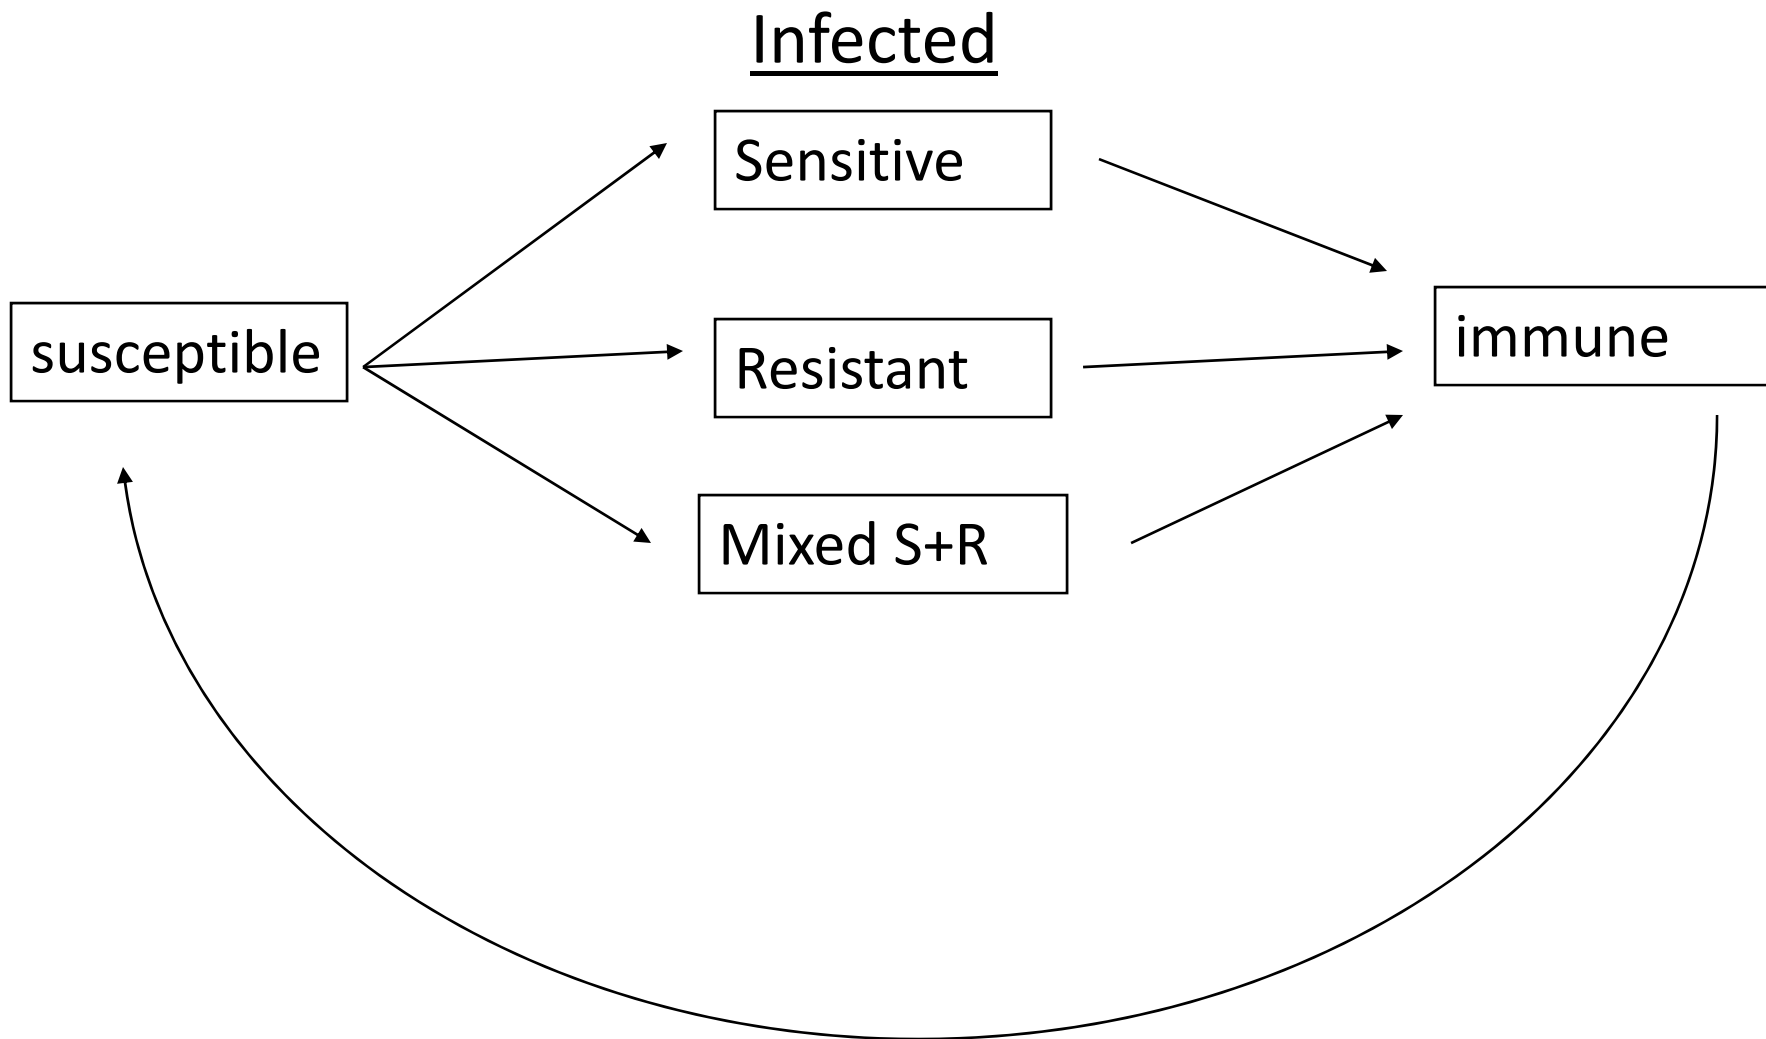 Infected
Sensitive
susceptible
Resistant
immune
Mixed S+R